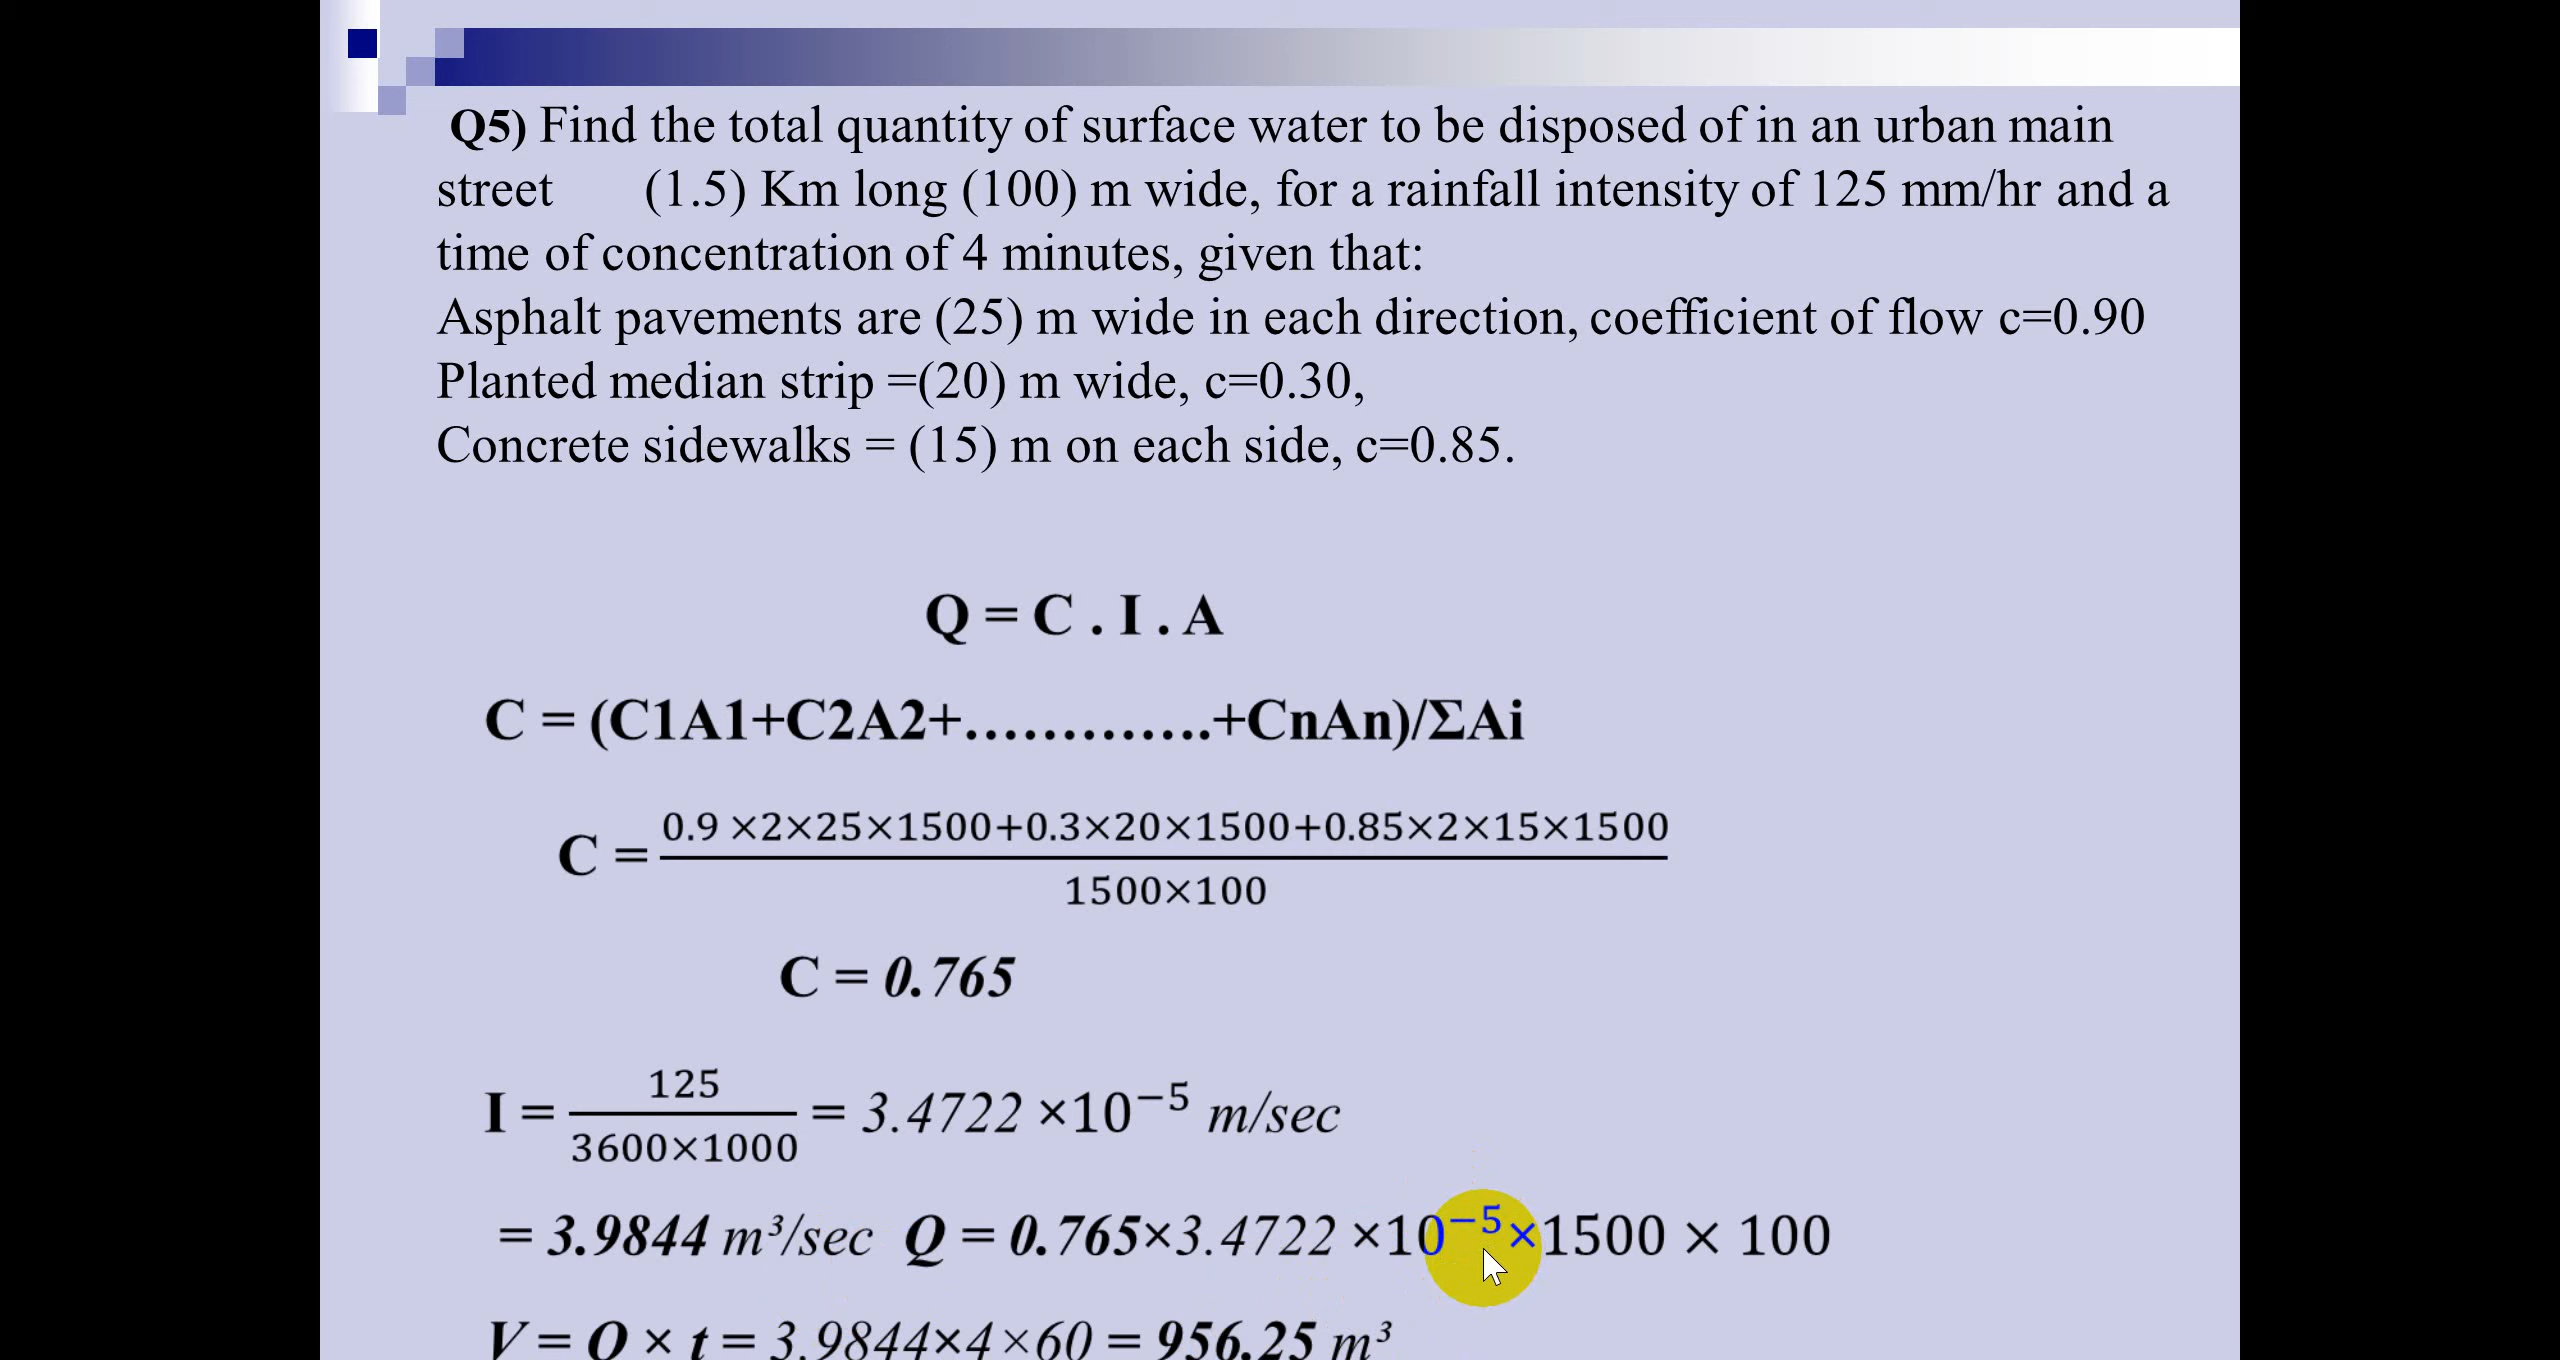 Q5) Find the total quantity of surface water to be disposed of in an urban main
street (1.5) Km long (100) m wide, for a rainfall intensity of 125 mm/hr and a
time of concentration of 4 minutes, given that:
Asphalt pavements are (25) m wide in each direction, coefficient of flow c=0.90
Planted median strip =(20) m wide, c=0.30,
Concrete sidewalks = (15) m on each side, c=0.85.
Q = C . I . A
C = (C1A1+C2A2+………….+CnAn)/ΣAi
C = (0.9 ×2×25×1500+0.3×20×1500+0.85×2×15×1500)/(1500×100)
C = 0.765
I = 125/(3600×1000) = 3.4722 ×10⁻⁵ m/sec
= 3.9844 m³/sec Q = 0.765×3.4722 ×10⁻⁵×1500 × 100
V = Q × t = 3.9844×4×60 = 956.25 m³